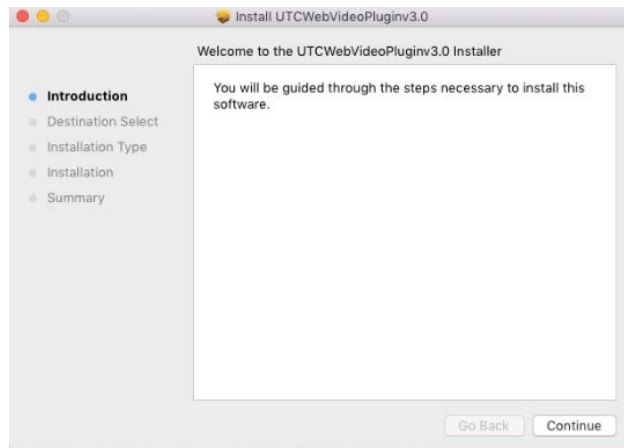 Install UTCWebVideoPluginv3.0
Welcome to the UTCWebVideoPluginv3.0 Installer
Introduction
Destination Select
Installation Type
Installation
Summary
You will be guided through the steps necessary to install this
software.
Go Back
Continue